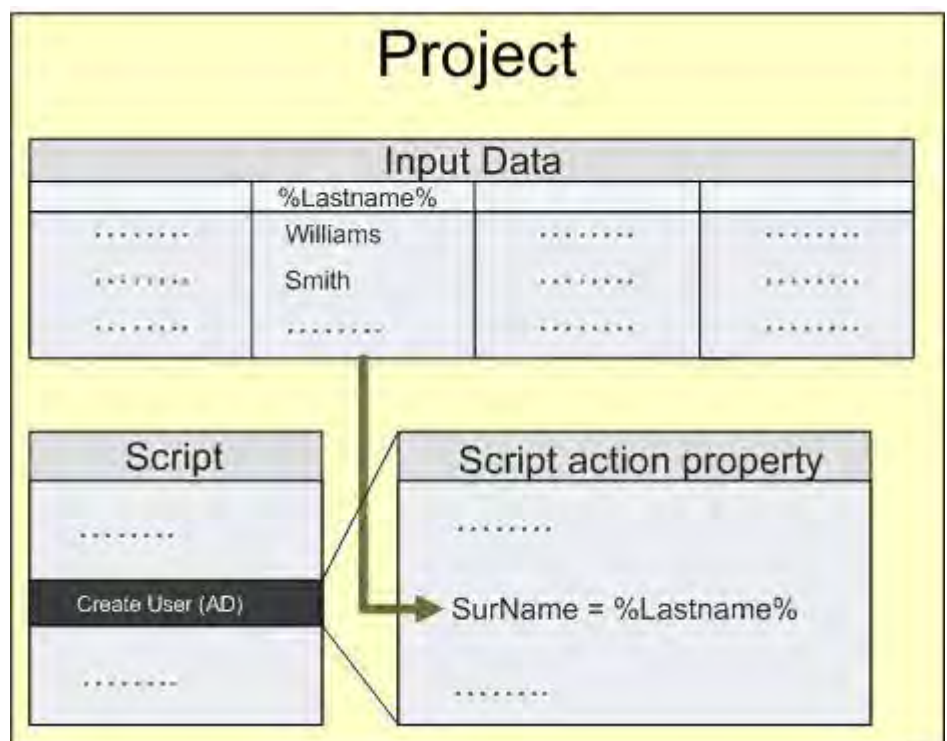 Project
Input Data
%Lastname%
........ Williams ........ ........
........ Smith ........ ........
........ ........ ........ ........
Script
........
Create User (AD)
........
Script action property
........
SurName = %Lastname%
........